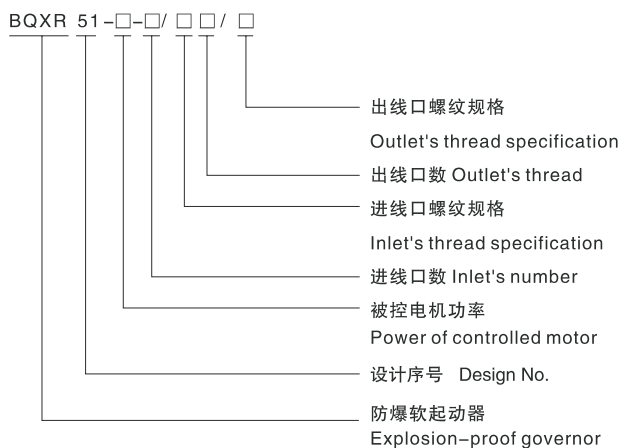 BQXR 51-□-□/□□/□
出线口螺纹规格
Outlet's thread specification
出线口数 Outlet's thread
进线口螺纹规格
Inlet's thread specification
进线口数 Inlet's number
被控电机功率
Power of controlled motor
设计序号 Design No.
防爆软起动器
Explosion-proof governor